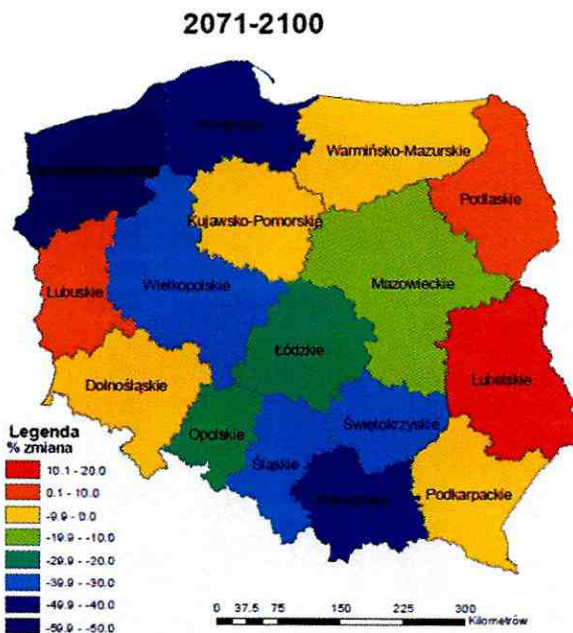 2071-2100
Warmińsko-Mazurskie
Podlaskie
Kujawsko-Pomorskie
Lubuskie
Wielkopolskie
Mazowieckie
Łódzkie
Dolnośląskie
Lubelskie
Opolskie
Śląskie
Świętokrzyskie
Podkarpackie
Legenda
% zmiana
10.1 - 20.0
0.1 - 10.0
-9.9 - 0.0
-19.9 - -10.0
-29.9 - -20.0
-39.9 - -30.0
-49.9 - -40.0
-59.9 - -50.0
0 37.5 75 150 225 300
Kilometrów